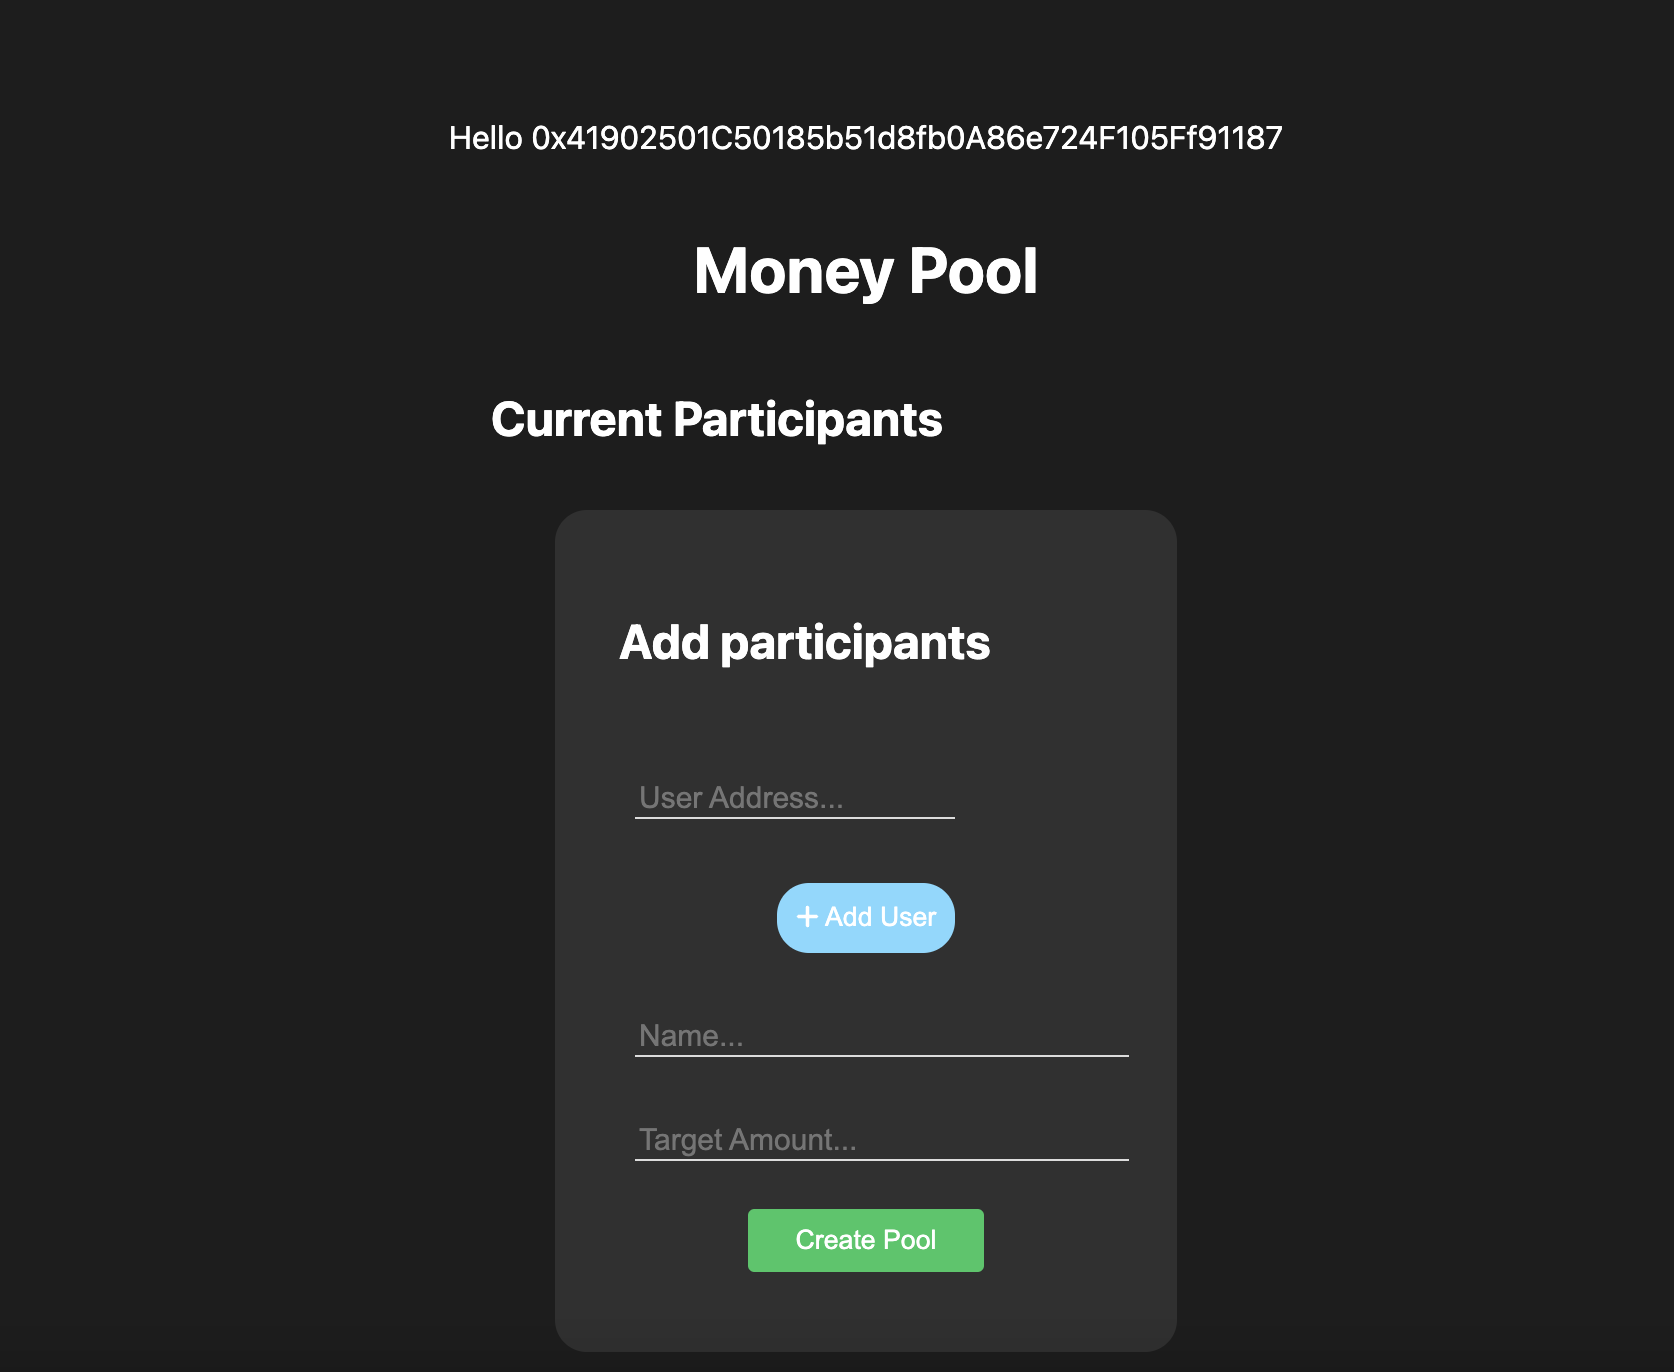 Hello 0x41902501C50185b51d8fb0A86e724F105Ff91187
Money Pool
Current Participants
Add participants
User Address...
+ Add User
Name...
Target Amount...
Create Pool